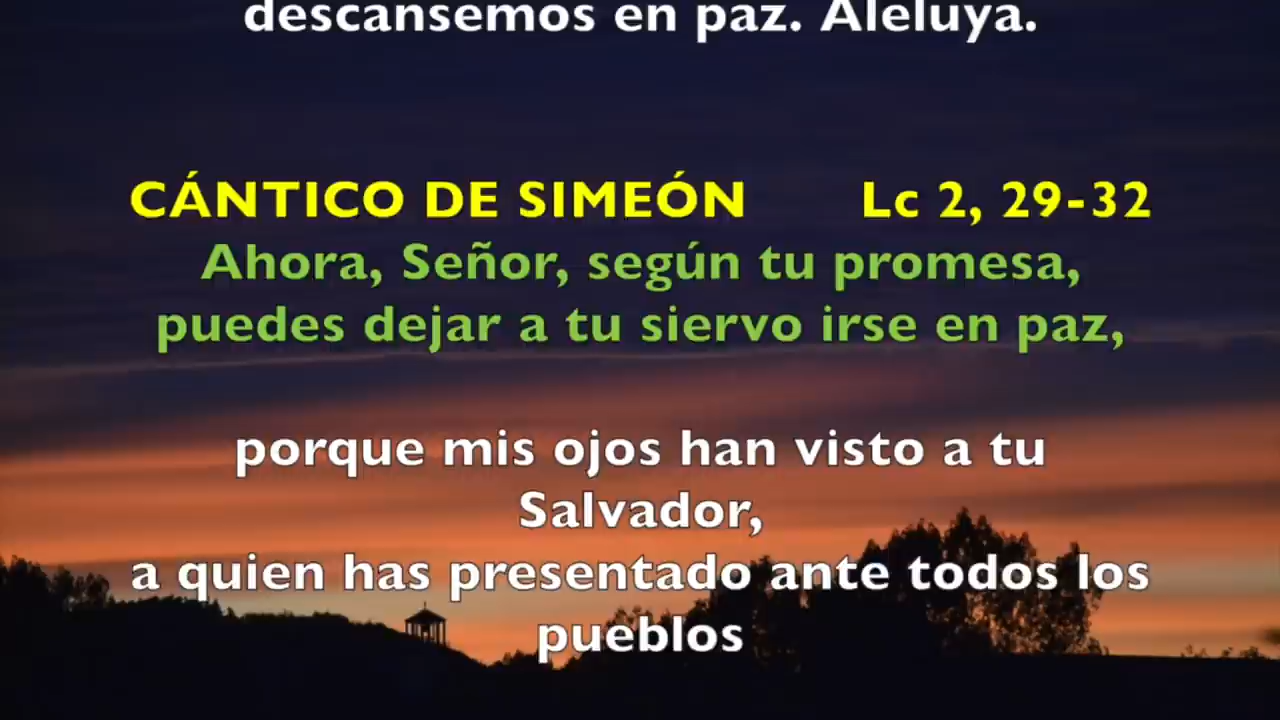 descansemos en paz. Aleluya.
CÁNTICO DE SIMEÓN Lc 2, 29-32
Ahora, Señor, según tu promesa,
puedes dejar a tu siervo irse en paz,
porque mis ojos han visto a tu
Salvador,
a quien has presentado ante todos los
pueblos